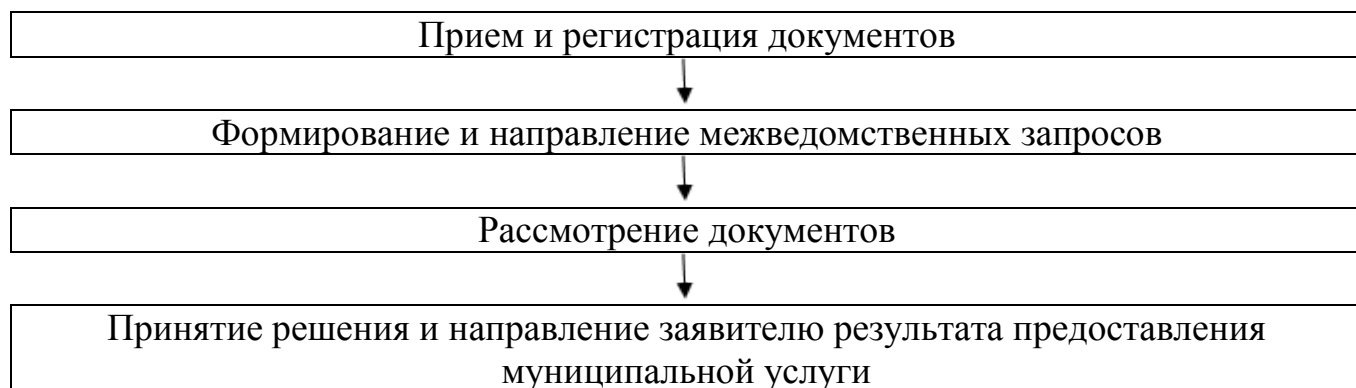 Прием и регистрация документов
Формирование и направление межведомственных запросов
Рассмотрение документов
Принятие решения и направление заявителю результата предоставления
муниципальной услуги